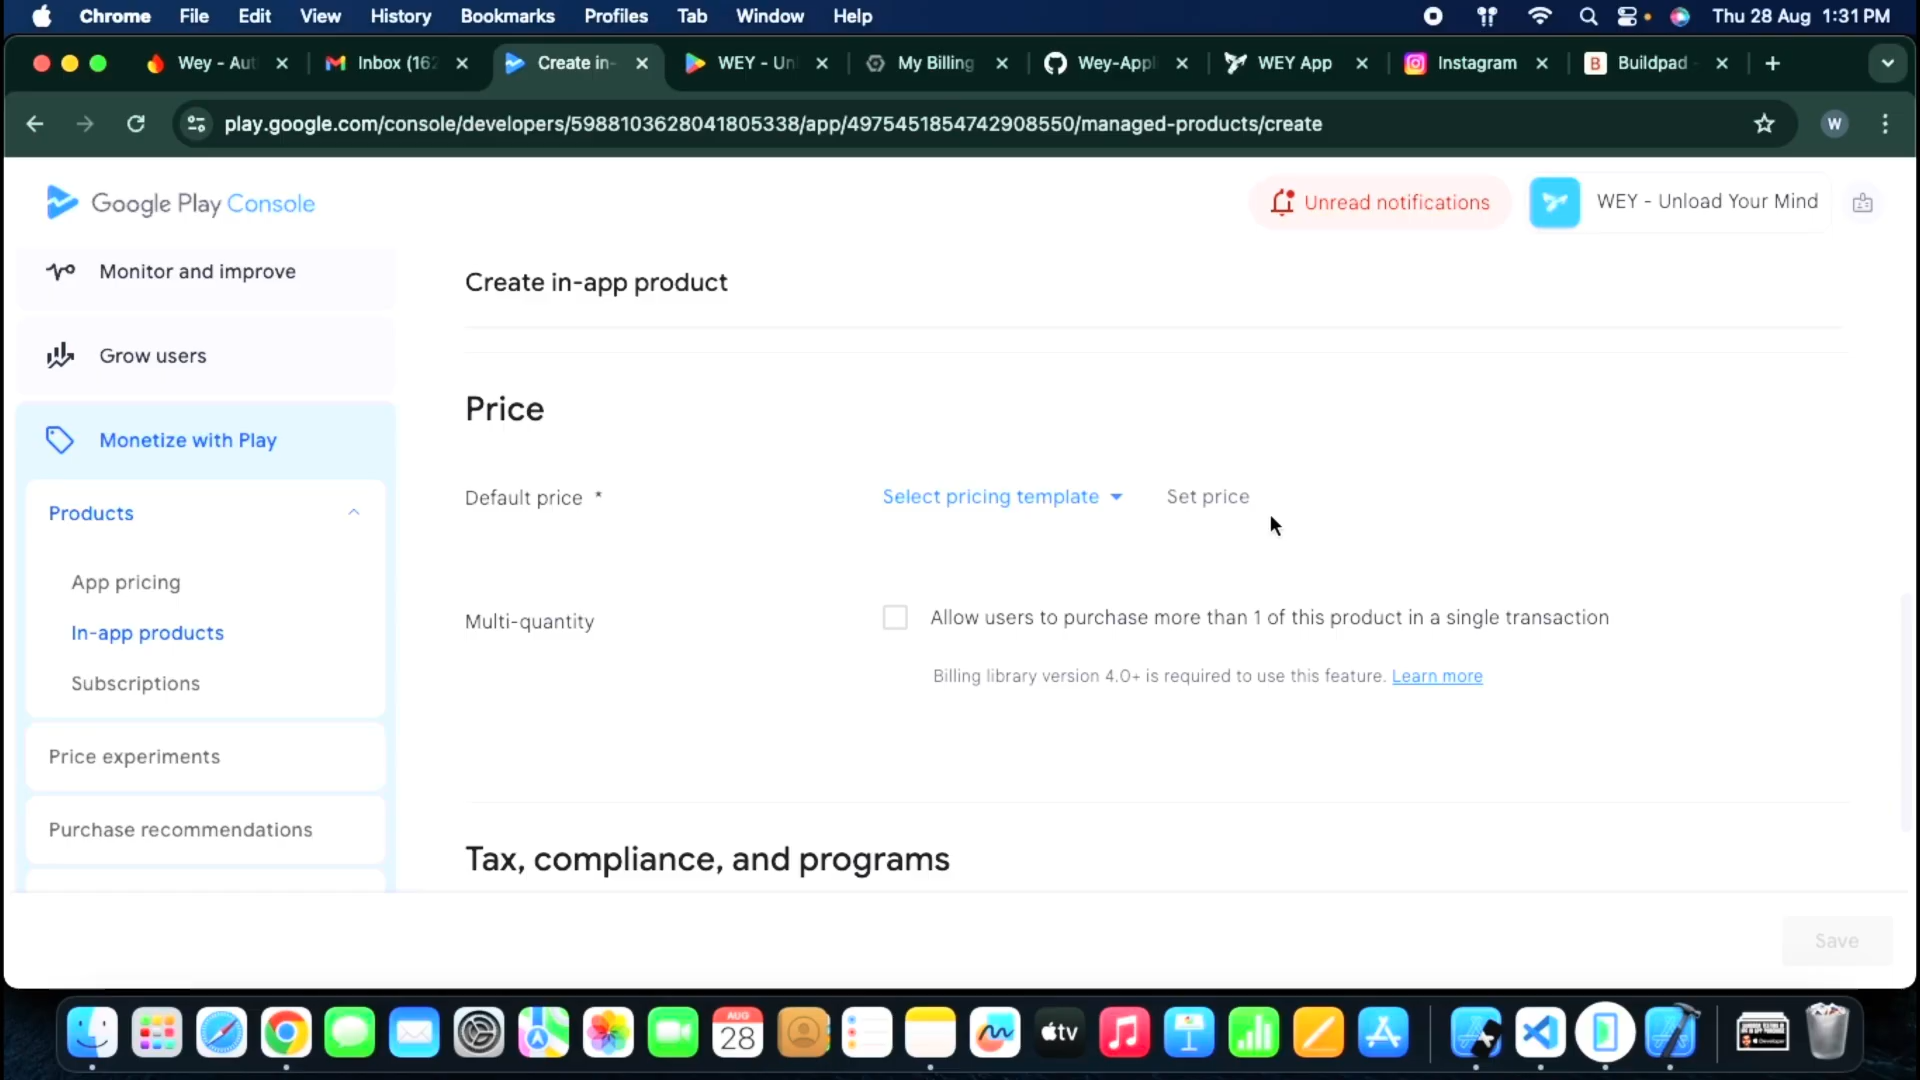 Chrome File Edit View History Bookmarks Profiles Tab Window Help Thu 28 Aug 1:31 PM
Wey - Aut Inbox (162 Create in- WEY - Un My Billing Wey-Appl WEY App Instagram Buildpad
play.google.com/console/developers/5988103628041805338/app/4975451854742908550/managed-products/create W
Google Play Console
Unread notifications
WEY - Unload Your Mind
Monitor and improve
Grow users
Monetize with Play
Products
App pricing
In-app products
Subscriptions
Price experiments
Purchase recommendations
Create in-app product
Price
Default price *
Select pricing template
Set price
Multi-quantity
Allow users to purchase more than 1 of this product in a single transaction
Billing library version 4.0+ is required to use this feature. Learn more
Tax, compliance, and programs
Save
AUG
28
tv